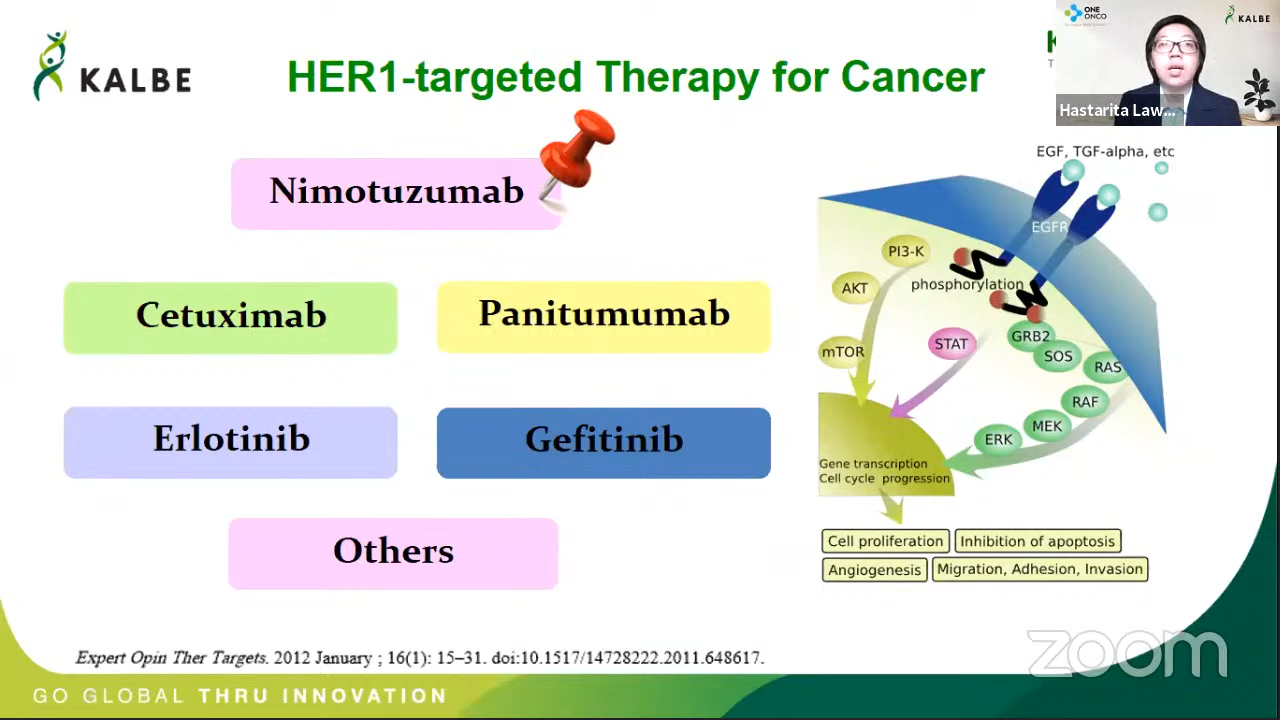 KALBE
HER1-targeted Therapy for Cancer
ONE
ONCO
KALBE
Hastarita Law...
Nimotuzumab
Cetuximab
Panitumumab
Erlotinib
Gefitinib
Others
EGF, TGF-alpha, etc
EGFR
PI3-K
phosphorylation
AKT
GRB2
STAT
mTOR
SOS
RAS
RAF
MEK
ERK
Gene transcription
Cell cycle progression
Cell proliferation
Inhibition of apoptosis
Angiogenesis
Migration, Adhesion, Invasion
Expert Opin Ther Targets. 2012 January ; 16(1): 15–31. doi:10.1517/14728222.2011.648617.
zoom
GO GLOBAL THRU INNOVATION